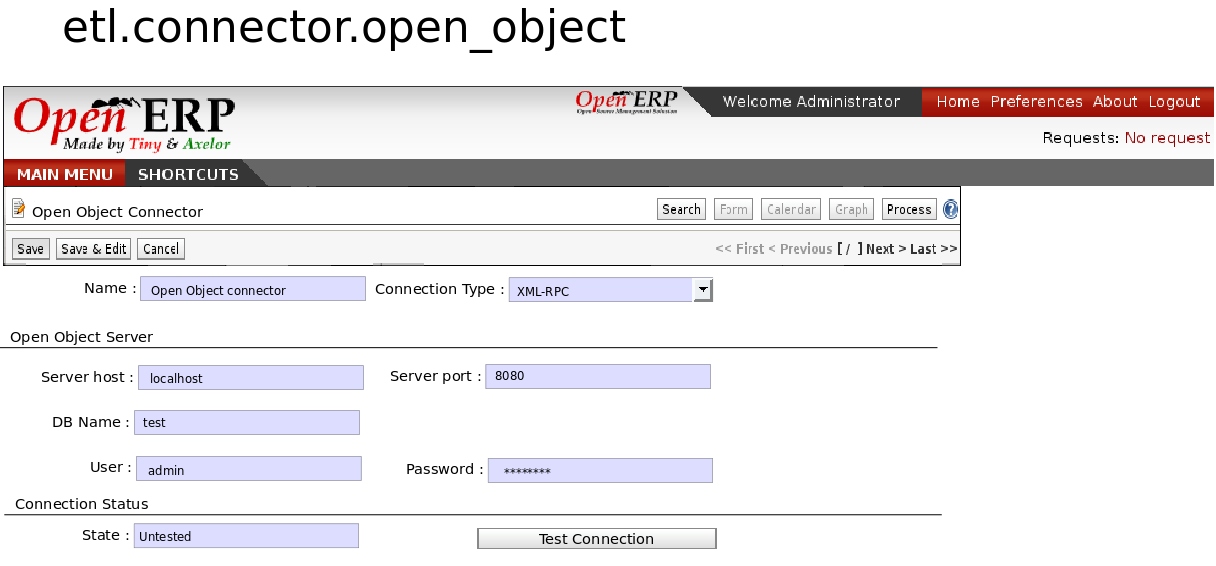 etl.connector.open_object
Open ERP
Made by Tiny & Axelor
Open ERP
Open Source Management Solution
Welcome Administrator
Home Preferences About Logout
Requests: No request
MAIN MENU SHORTCUTS
Open Object Connector
Search Form Calendar Graph Process ?
Save Save & Edit Cancel
<< First < Previous [ / ] Next > Last >>
Name : Open Object connector Connection Type : XML-RPC
Open Object Server
Server host : localhost Server port : 8080
DB Name : test
User : admin Password : ********
Connection Status
State : Untested Test Connection